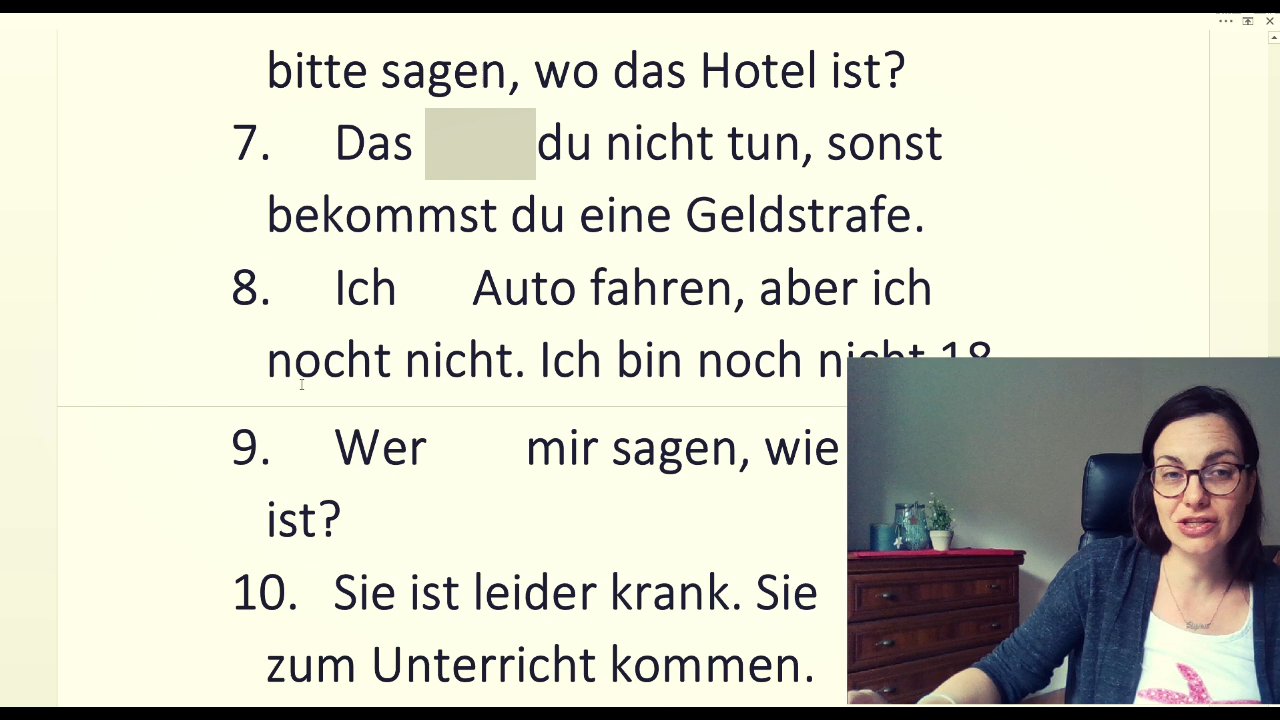 bitte sagen, wo das Hotel ist?
7. Das du nicht tun, sonst
bekommst du eine Geldstrafe.
8. Ich Auto fahren, aber ich
nocht nicht. Ich bin noch nicht 18
9. Wer mir sagen, wie
ist?
10. Sie ist leider krank. Sie
zum Unterricht kommen.